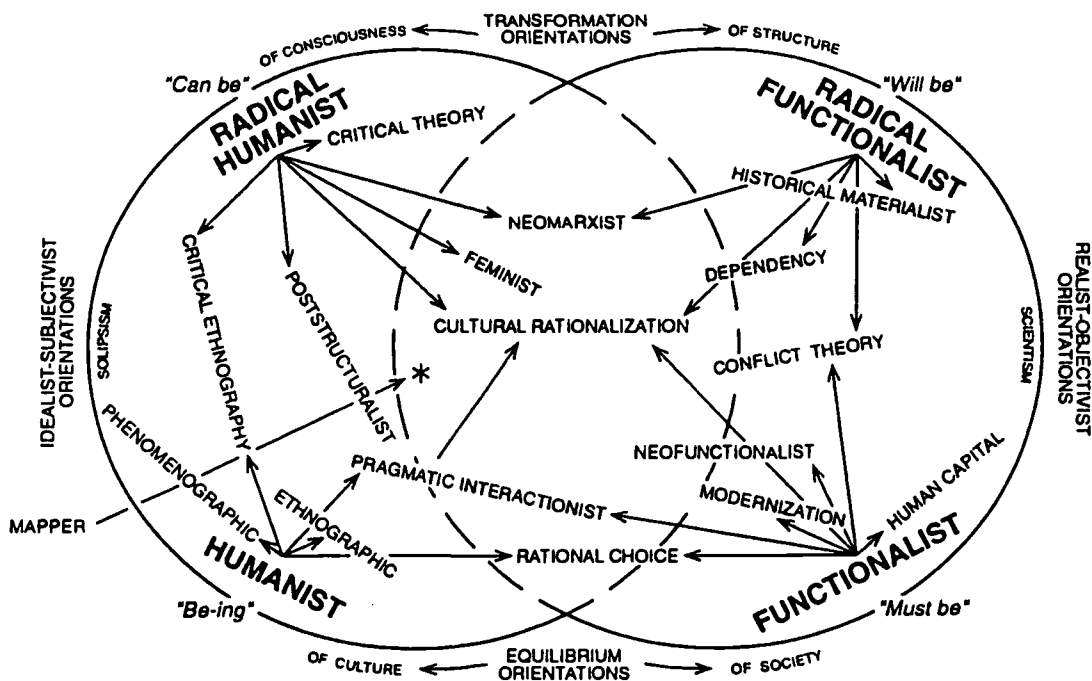 TRANSFORMATION
ORIENTATIONS
OF CONSCIOUSNESS
OF STRUCTURE
"Can be"
"Will be"
RADICAL
HUMANIST
RADICAL
FUNCTIONALIST
CRITICAL THEORY
HISTORICAL MATERIALIST
NEOMARXIST
CRITICAL ETHNOGRAPHY
POSTSTRUCTURALIST
FEMINIST
DEPENDENCY
IDEALIST-SUBJECTIVIST
ORIENTATIONS
SOLIPSISM
CULTURAL RATIONALIZATION
CONFLICT THEORY
SCIENTISM
REALIST-OBJECTIVIST
ORIENTATIONS
*
PHENOMENOGRAPHIC
PRAGMATIC INTERACTIONIST
NEOFUNCTIONALIST
MODERNIZATION
HUMAN CAPITAL
MAPPER
ETHNOGRAPHIC
RATIONAL CHOICE
HUMANIST
FUNCTIONALIST
"Be-ing"
"Must be"
OF CULTURE
EQUILIBRIUM
ORIENTATIONS
OF SOCIETY